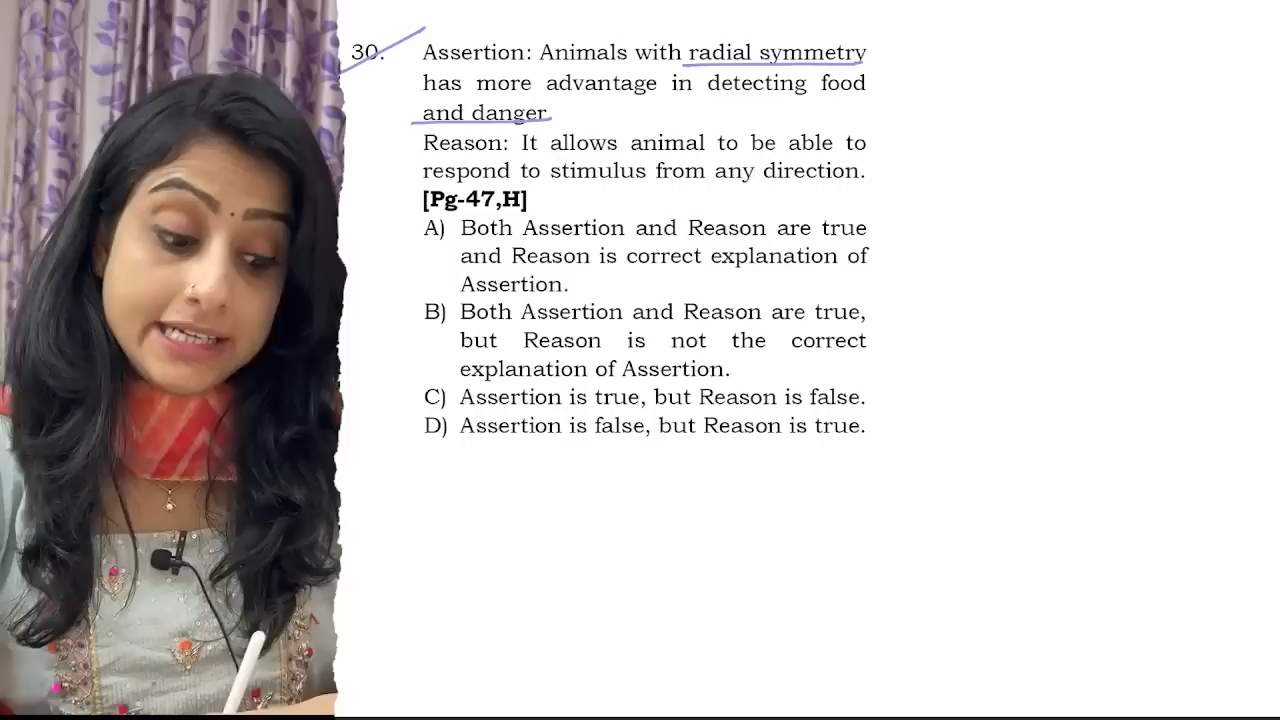 30. Assertion: Animals with radial symmetry
has more advantage in detecting food
and danger
Reason: It allows animal to be able to
respond to stimulus from any direction.
[Pg-47,H]
A) Both Assertion and Reason are true
and Reason is correct explanation of
Assertion.
B) Both Assertion and Reason are true,
but Reason is not the correct
explanation of Assertion.
C) Assertion is true, but Reason is false.
D) Assertion is false, but Reason is true.